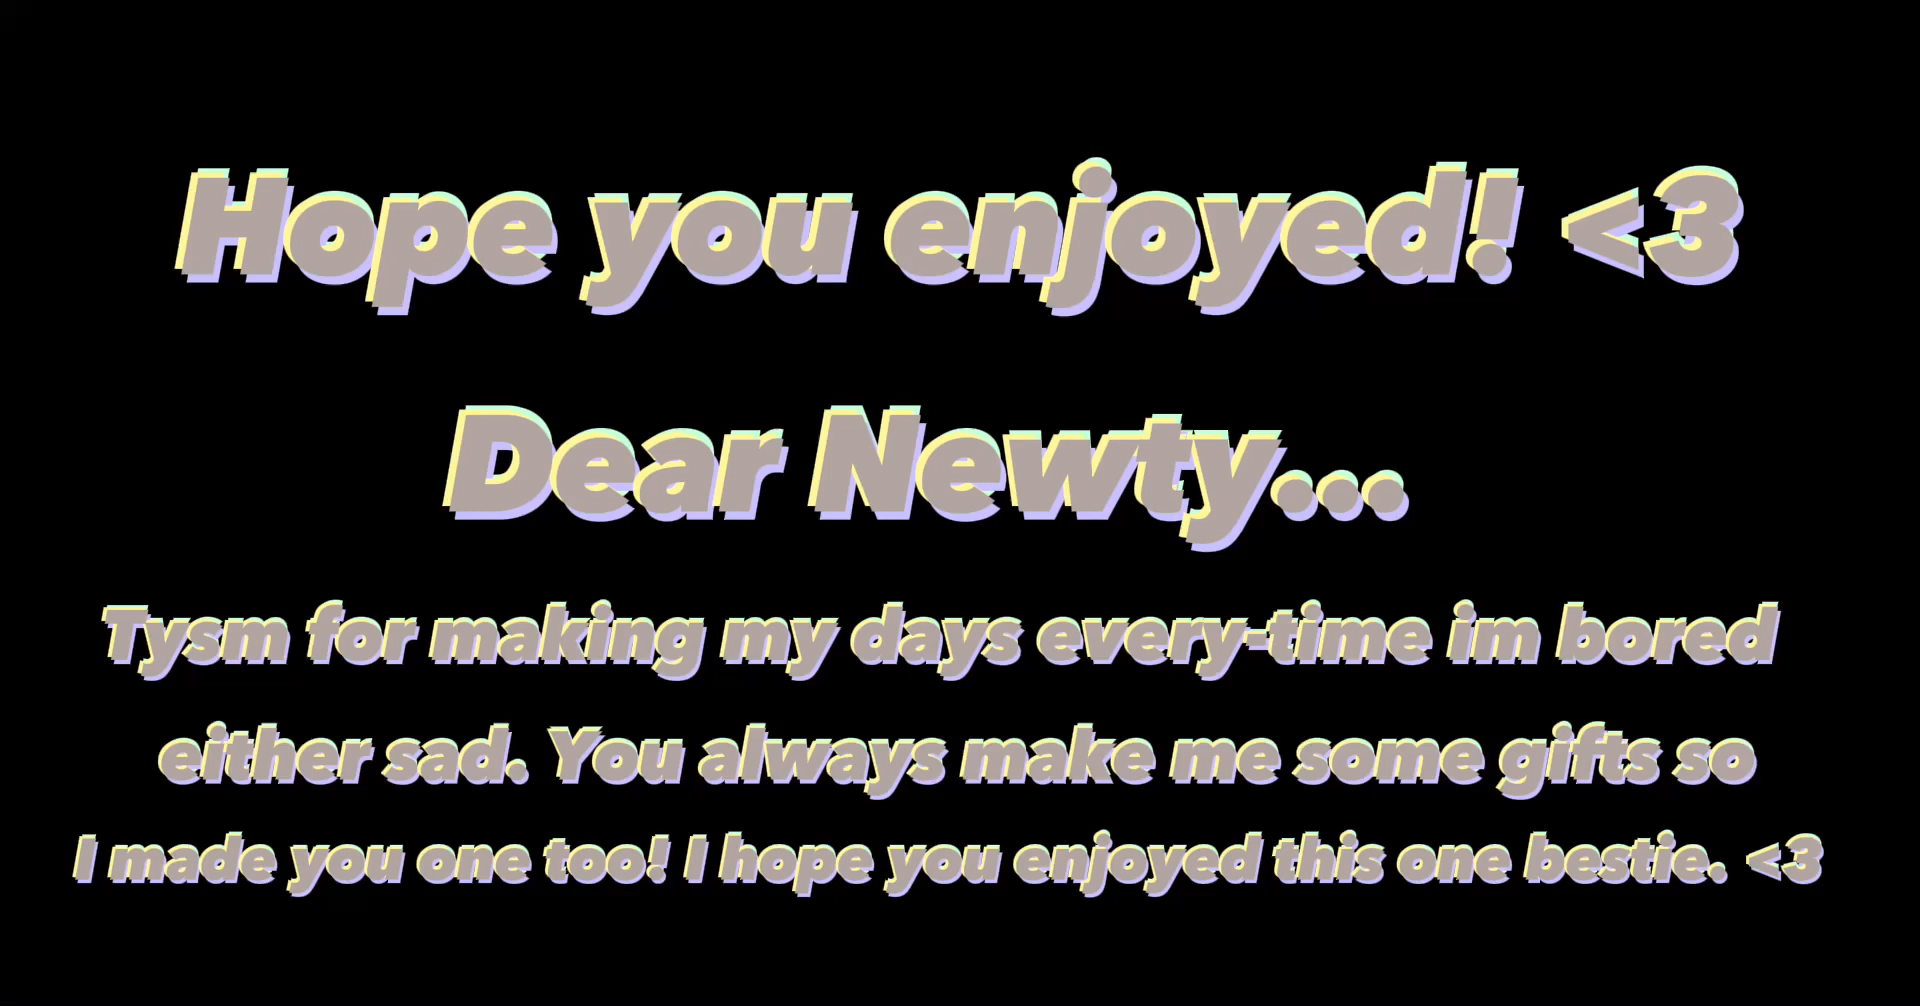 Hope you enjoyed! <3
Dear Newty...
Tysm for making my days every-time im bored
either sad. You always make me some gifts so
I made you one too! I hope you enjoyed this one bestie. <3